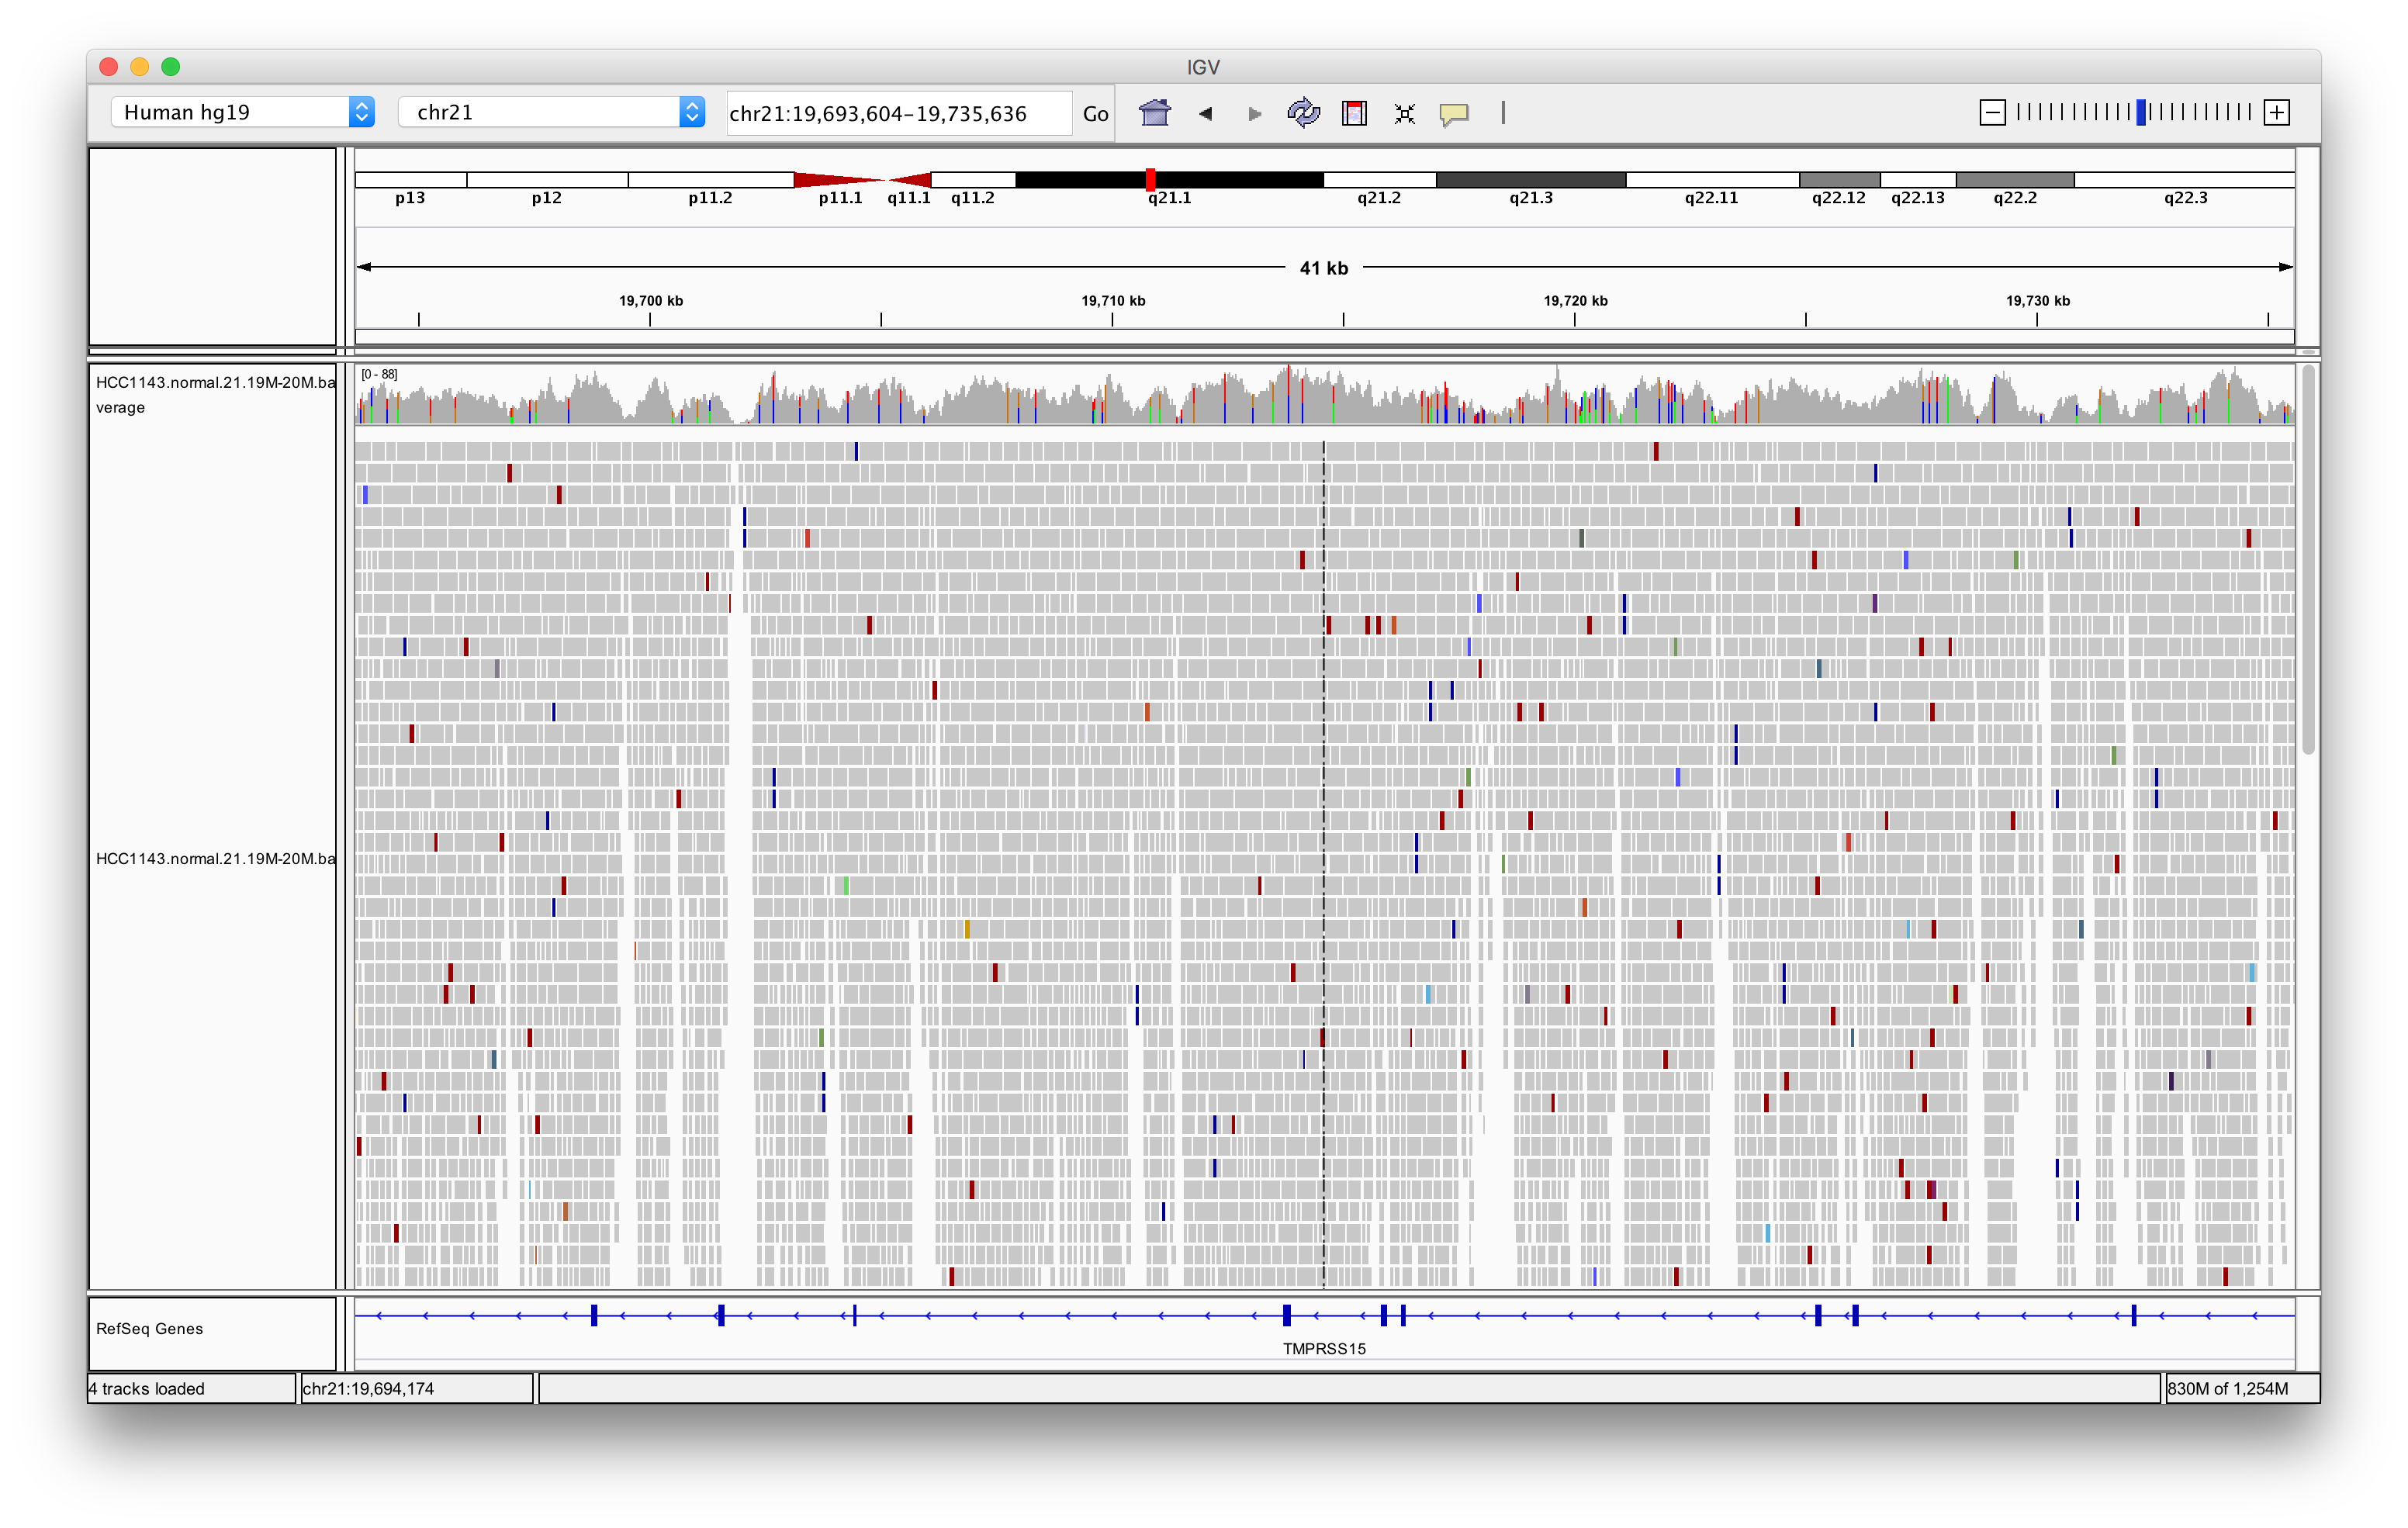 IGV
Human hg19 chr21 chr21:19,693,604-19,735,636 Go
p13 p12 p11.2 p11.1 q11.1 q11.2 q21.1 q21.2 q21.3 q22.11 q22.12 q22.13 q22.2 q22.3
41 kb
19,700 kb 19,710 kb 19,720 kb 19,730 kb
[0 - 88]
HCC1143.normal.21.19M-20M.ba
verage
HCC1143.normal.21.19M-20M.ba
RefSeq Genes
TMPRSS15
4 tracks loaded chr21:19,694,174 830M of 1,254M